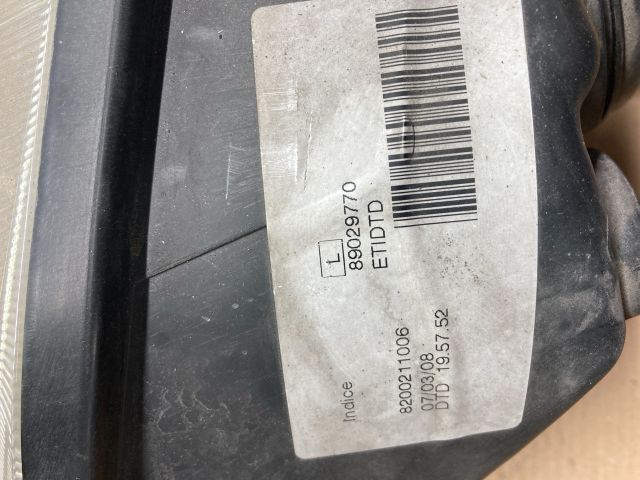 L
89029770
ETIDTD
Indice
8200211006
07/03/08
DTD 19.57.52